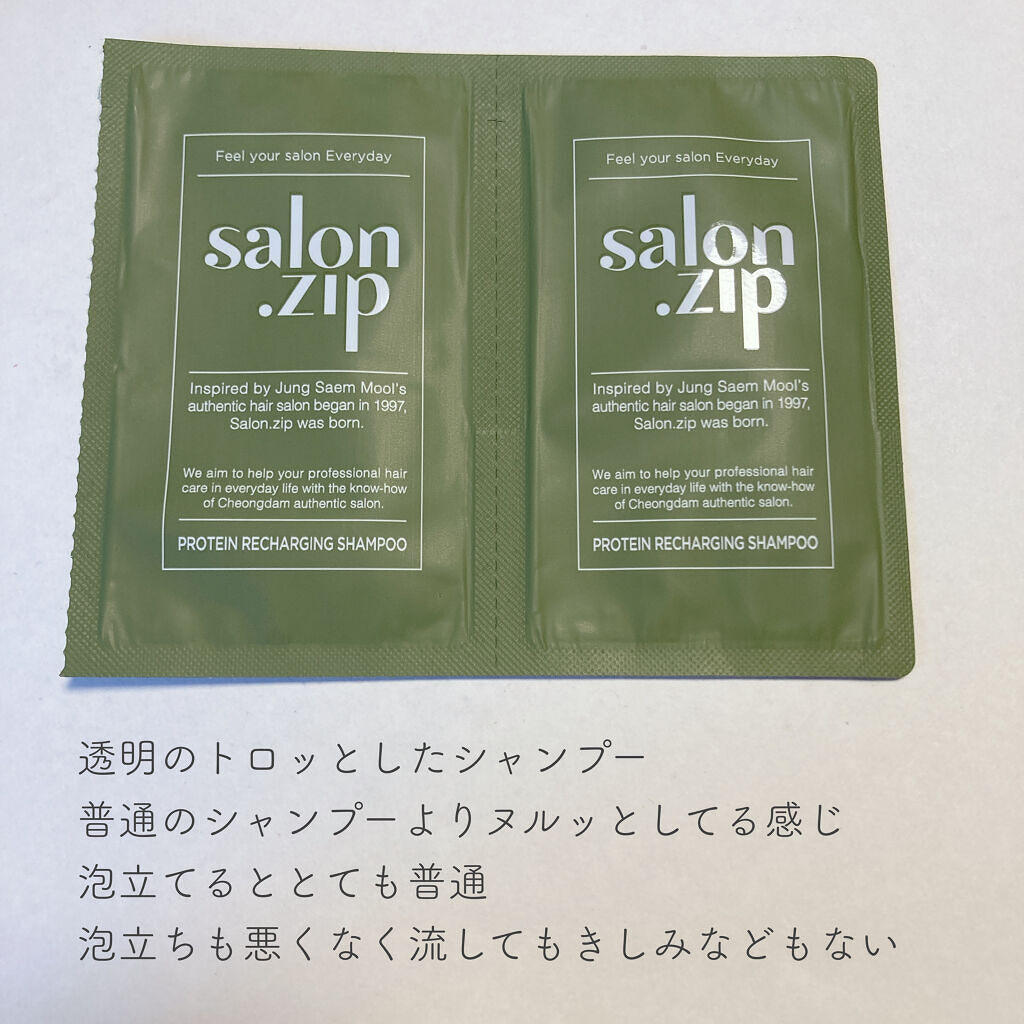 Feel your salon Everyday
salon
.zip
Inspired by Jung Saem Mool's
authentic hair salon began in 1997,
Salon.zip was born.
We aim to help your professional hair
care in everyday life with the know-how
of Cheongdam authentic salon.
PROTEIN RECHARGING SHAMPOO
Feel your salon Everyday
salon
.zip
Inspired by Jung Saem Mool's
authentic hair salon began in 1997,
Salon.zip was born.
We aim to help your professional hair
care in everyday life with the know-how
of Cheongdam authentic salon.
PROTEIN RECHARGING SHAMPOO
透明のトロッとしたシャンプー
普通のシャンプーよりヌルッとしてる感じ
泡立てるととても普通
泡立ちも悪くなく流してもきしみなどもない